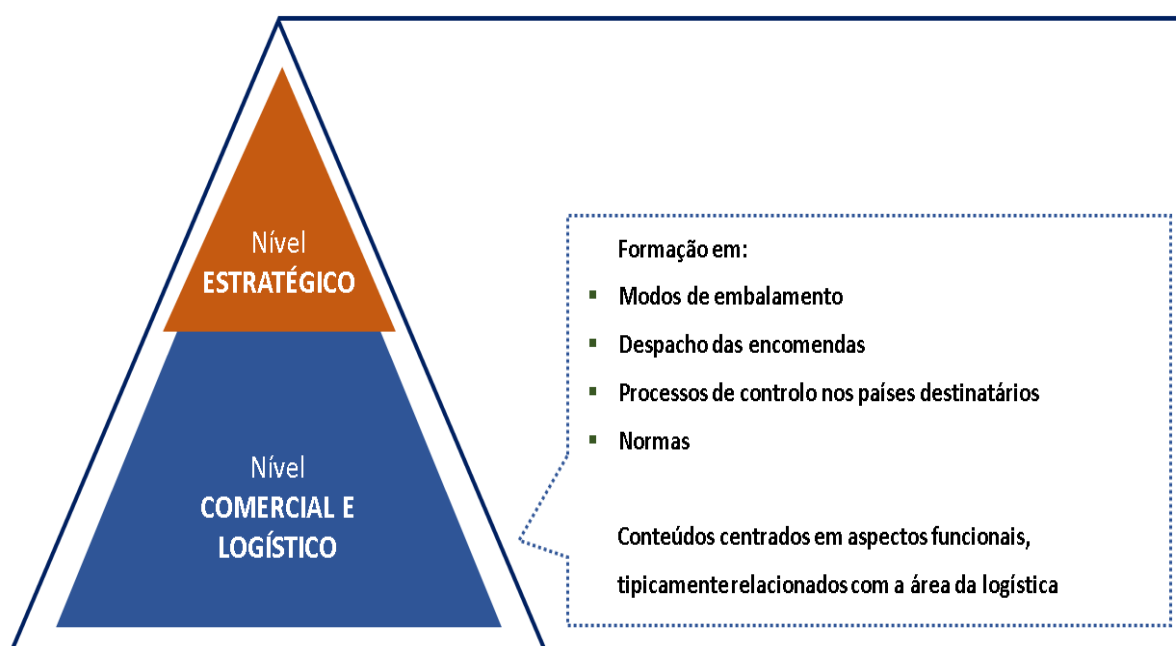 Nível
ESTRATÉGICO
Nível
COMERCIAL E
LOGÍSTICO
Formação em:
▪ Modos de embalamento
▪ Despacho das encomendas
▪ Processos de controlo nos países destinatários
▪ Normas
Conteúdos centrados em aspectos funcionais,
tipicamente relacionados com a área da logística